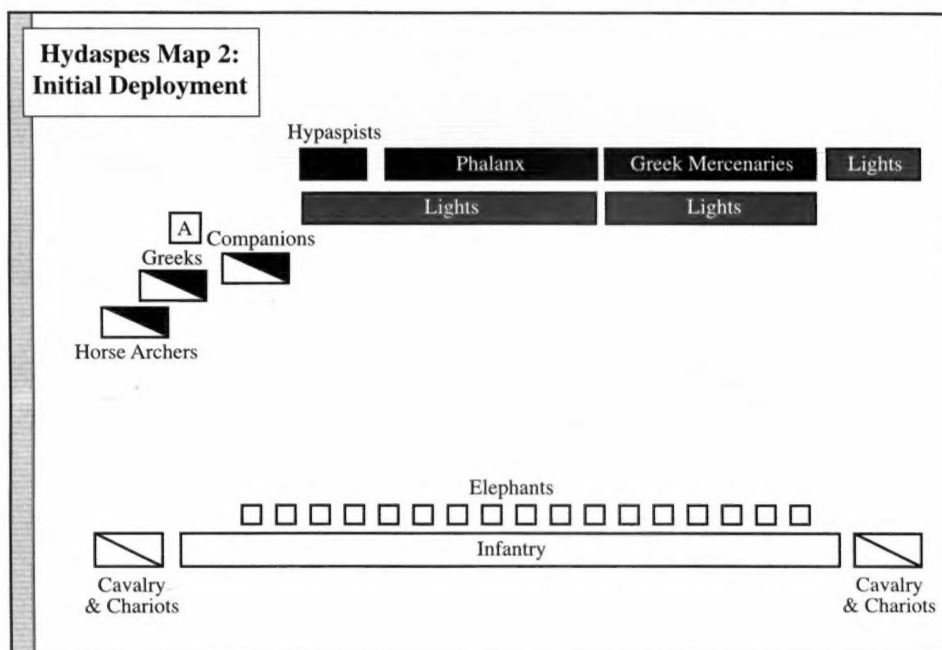 Hydaspes Map 2:
Initial Deployment
Hypaspists
Phalanx
Greek Mercenaries
Lights
Lights
Lights
A
Companions
Greeks
Horse Archers
Elephants
Infantry
Cavalry
& Chariots
Cavalry
& Chariots